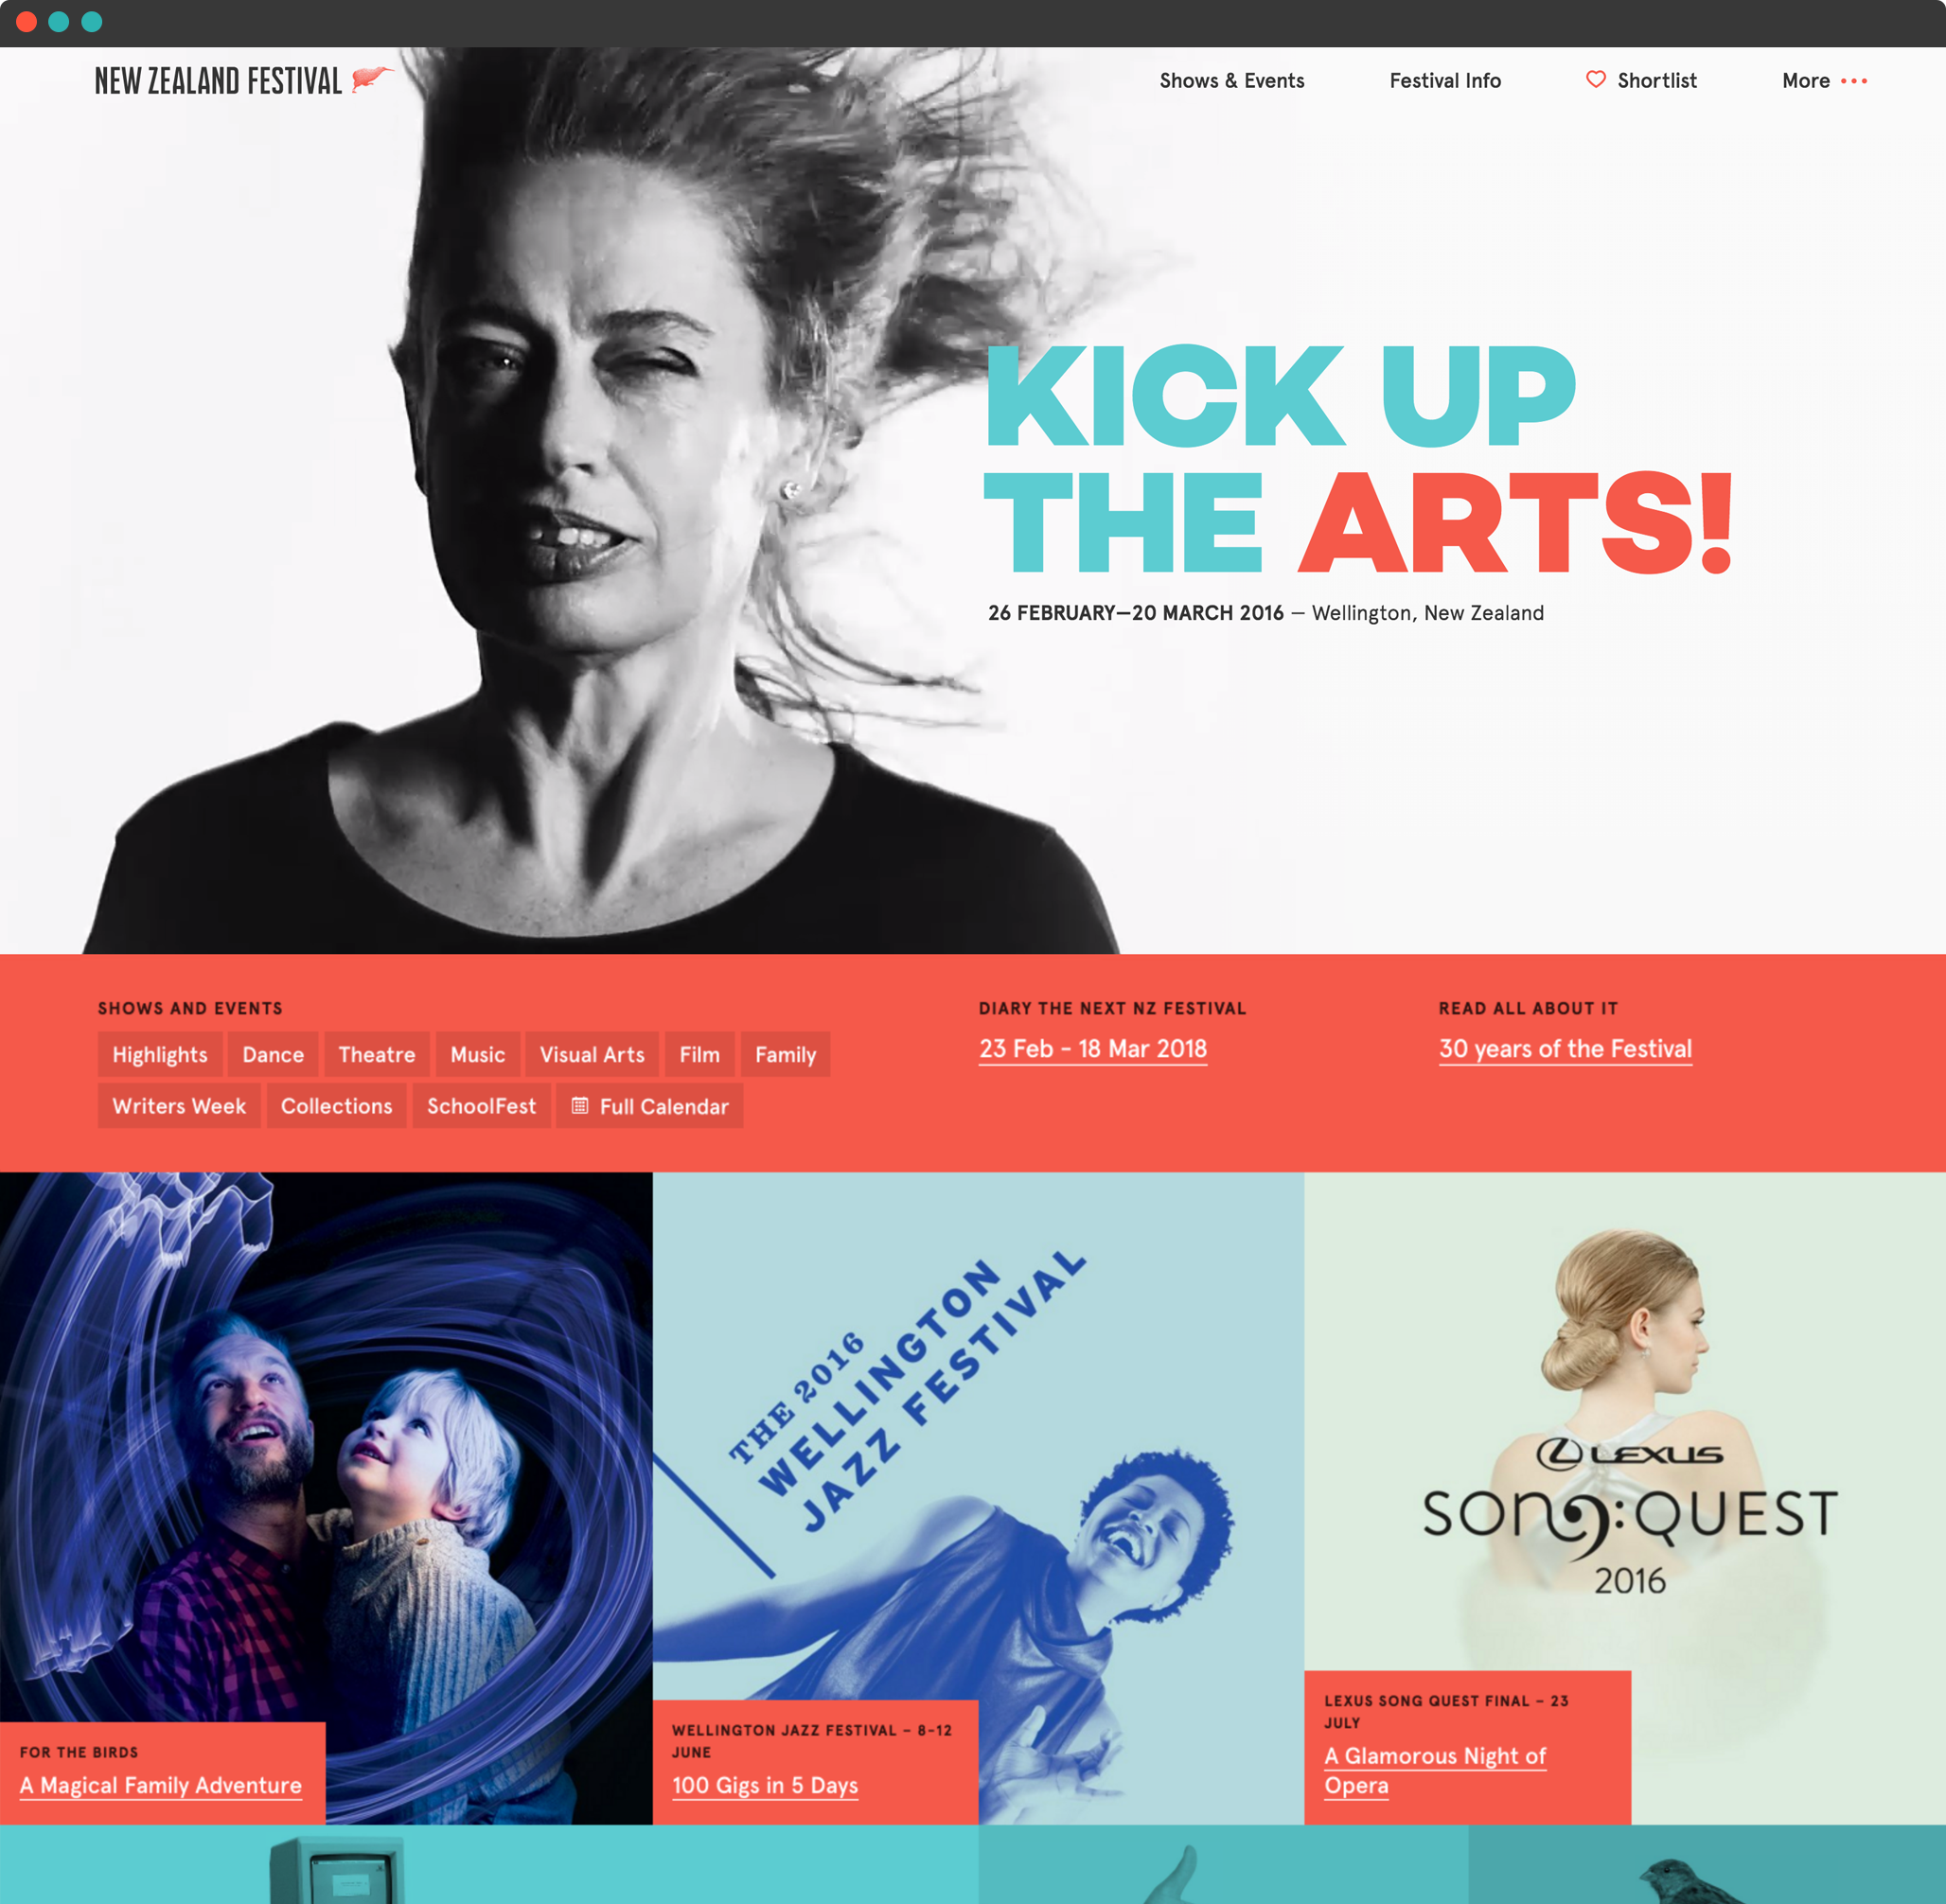 NEW ZEALAND FESTIVAL
Shows & Events
Festival Info
Shortlist
More
KICK UP
THE ARTS!
26 FEBRUARY—20 MARCH 2016 — Wellington, New Zealand
SHOWS AND EVENTS
Highlights Dance Theatre Music Visual Arts Film Family
Writers Week Collections SchoolFest Full Calendar
DIARY THE NEXT NZ FESTIVAL
23 Feb - 18 Mar 2018
READ ALL ABOUT IT
30 years of the Festival
FOR THE BIRDS
A Magical Family Adventure
THE 2016
WELLINGTON
JAZZ FESTIVAL
WELLINGTON JAZZ FESTIVAL - 8-12
JUNE
100 Gigs in 5 Days
LEXUS
SONG:QUEST
2016
LEXUS SONG QUEST FINAL - 23
JULY
A Glamorous Night of
Opera